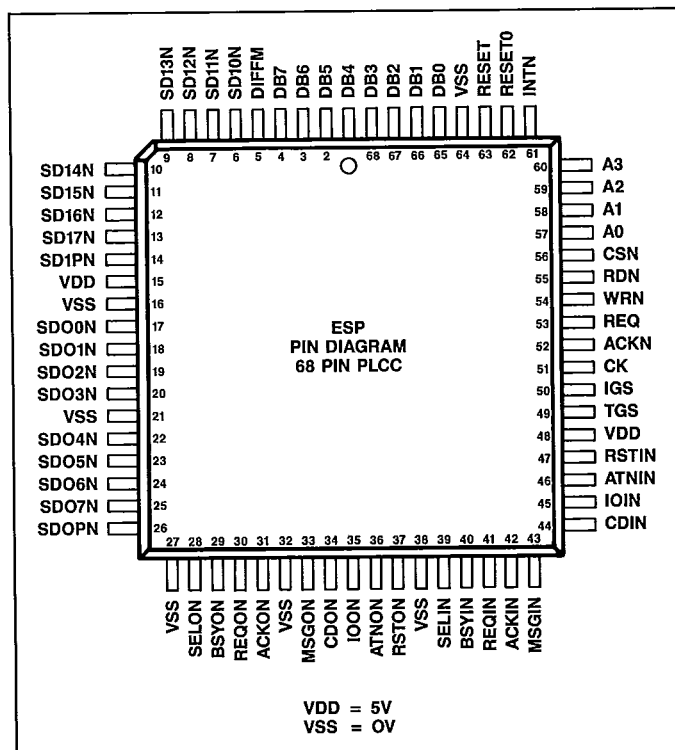 SD13N SD12N SD11N SD10N DIFFM DB7 DB6 DB5 DB4 DB3 DB2 DB1 DB0 VSS RESET RESET0 INTN
9 8 7 6 5 4 3 2 68 67 66 65 64 63 62 61
SD14N 10
SD15N 11
SD16N 12
SD17N 13
SD1PN 14
VDD 15
VSS 16
SDO0N 17
SDO1N 18
SDO2N 19
SDO3N 20
VSS 21
SDO4N 22
SDO5N 23
SDO6N 24
SDO7N 25
SDOPN 26
ESP
PIN DIAGRAM
68 PIN PLCC
60 A3
59 A2
58 A1
57 A0
56 CSN
55 RDN
54 WRN
53 REQ
52 ACKN
51 CK
50 IGS
49 TGS
48 VDD
47 RSTIN
46 ATNIN
45 IOIN
44 CDIN
27 28 29 30 31 32 33 34 35 36 37 38 39 40 41 42 43
VSS SELON BSYON REQON ACKON VSS MSGON CDON IOON ATNON RSTON VSS SELIN BSYIN REQIN ACKIN MSGIN
VDD = 5V
VSS = OV